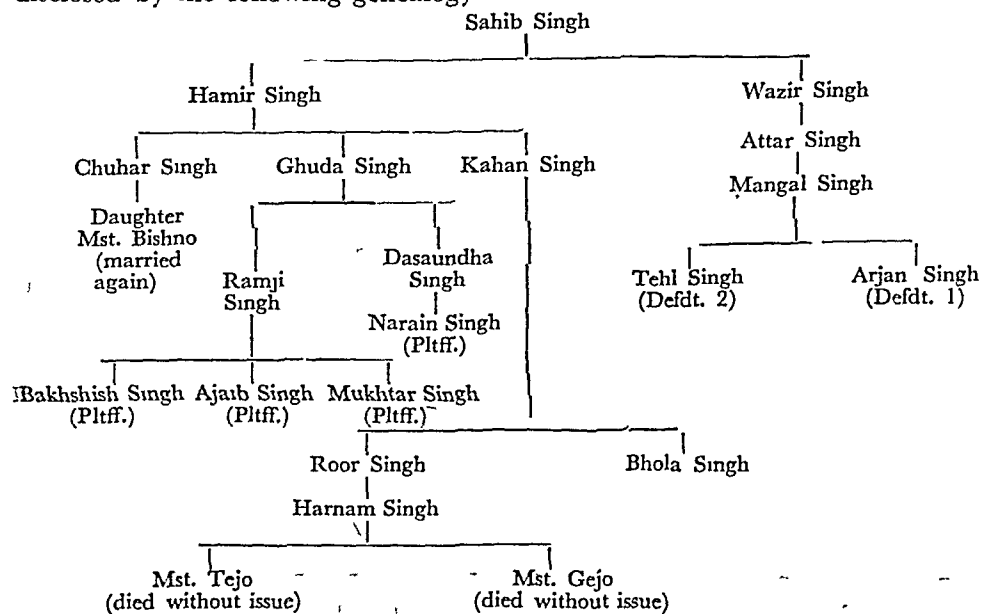 disclosed by the following genealogy
Sahib Singh
Hamir Singh
Wazir Singh
Chuhar Singh
Ghuda Singh
Kahan Singh
Attar Singh
Mangal Singh
Daughter
Mst. Bishno
(married
again)
Ramji
Singh
Dasaundha
Singh
Narain Singh
(Pltff.)
Tehl Singh
(Defdt. 2)
Arjan Singh
(Defdt. 1)
Bakhshish Singh
(Pltff.)
Ajaib Singh
(Pltff.)
Mukhtar Singh
(Pltff.)
Roor Singh
Bhola Singh
Harnam Singh
Mst. Tejo
(died without issue)
Mst. Gejo
(died without issue)